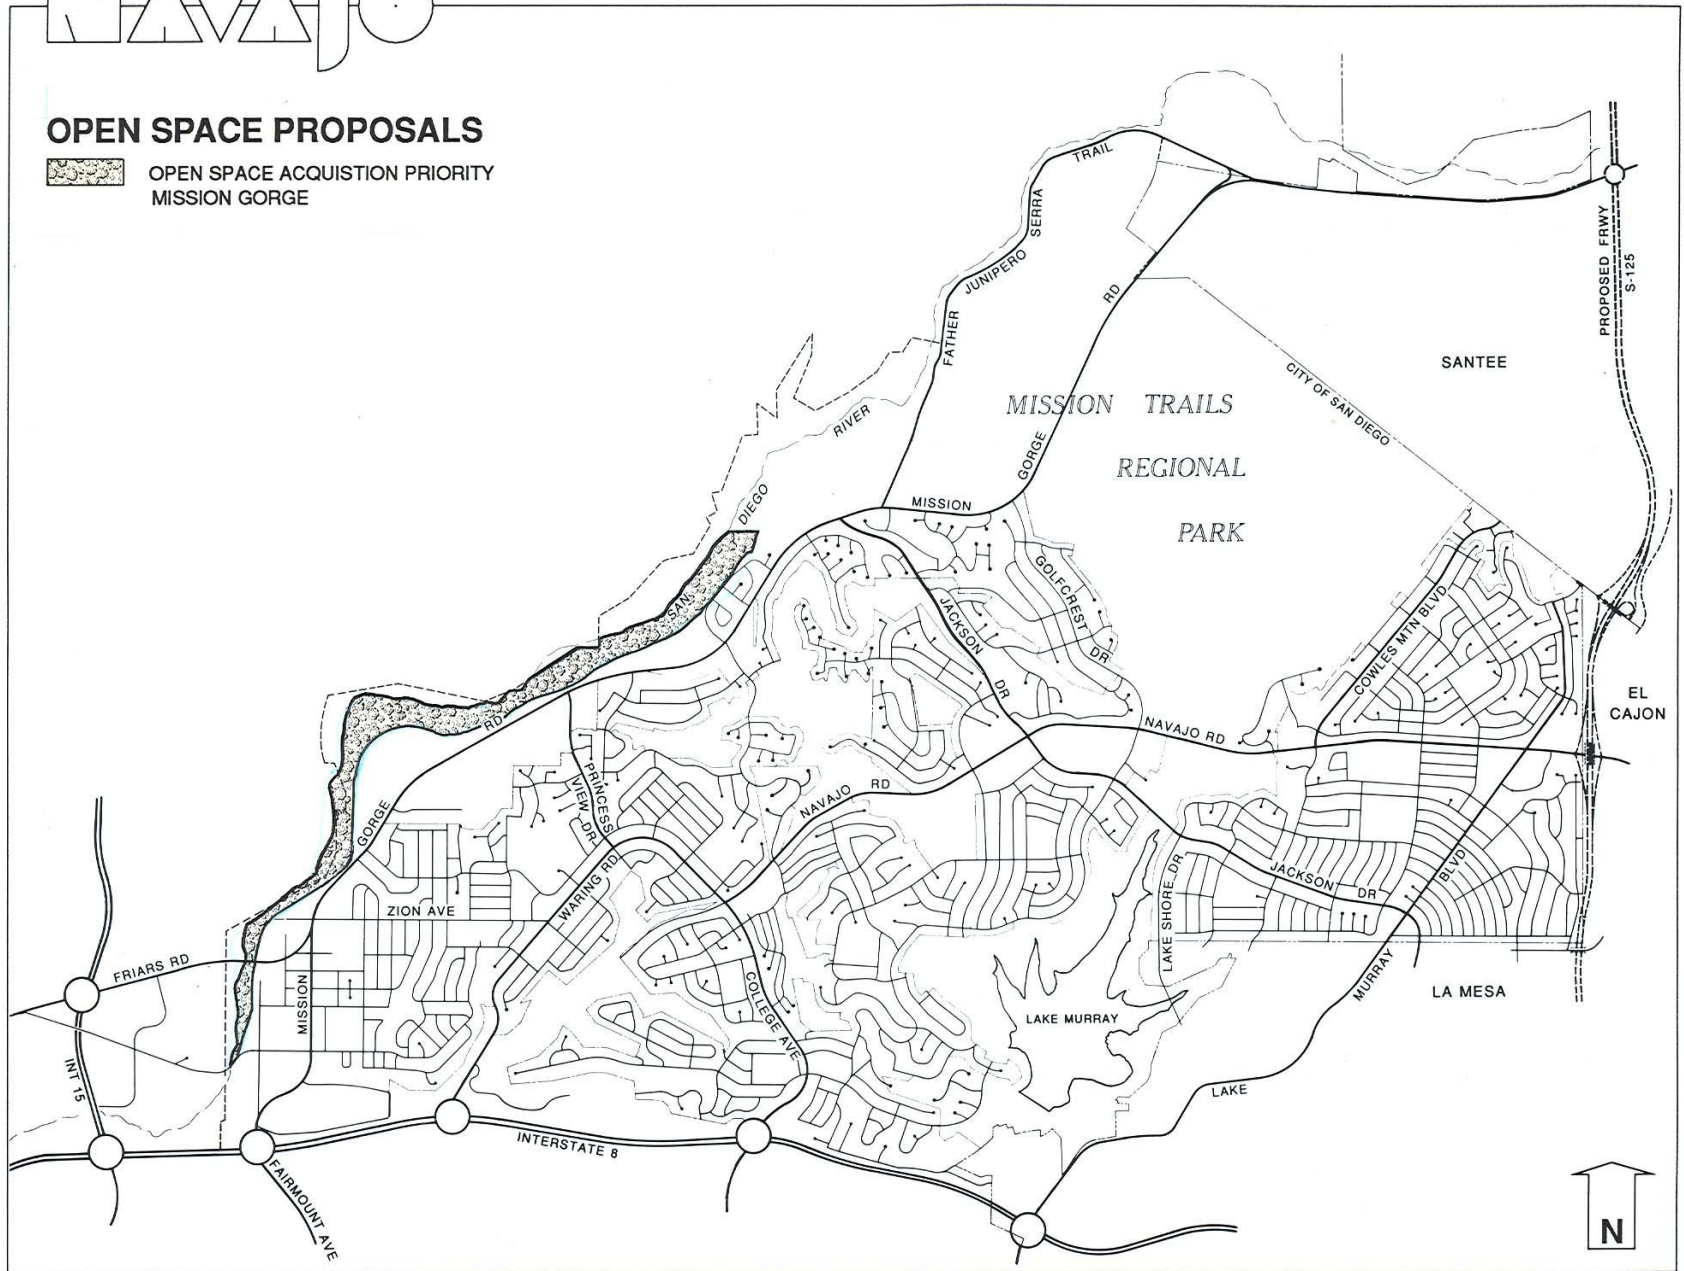 NAVAJO
OPEN SPACE PROPOSALS
OPEN SPACE ACQUISTION PRIORITY
MISSION GORGE
TRAIL
SERRA
JUNIPERO
FATHER
RD
GORGE
MISSION
PROPOSED FRWY
S-125
SANTEE
CITY OF SAN DIEGO
MISSION TRAILS
REGIONAL
PARK
RIVER
DIEGO
SAN
GOLFCREST
DR
JACKSON
DR
COWLES MTN BLVD
EL
CAJON
NAVAJO RD
RD
GORGE
PRINCESS
VIEW DR
NAVAJO RD
WARING RD
ZION AVE
JACKSON DR
BLVD
LAKE SHORE DR
MURRAY
LAKE
LA MESA
LAKE MURRAY
COLLEGE AVE
FRIARS RD
MISSION
INT 15
INTERSTATE 8
FAIRMOUNT AVE
N